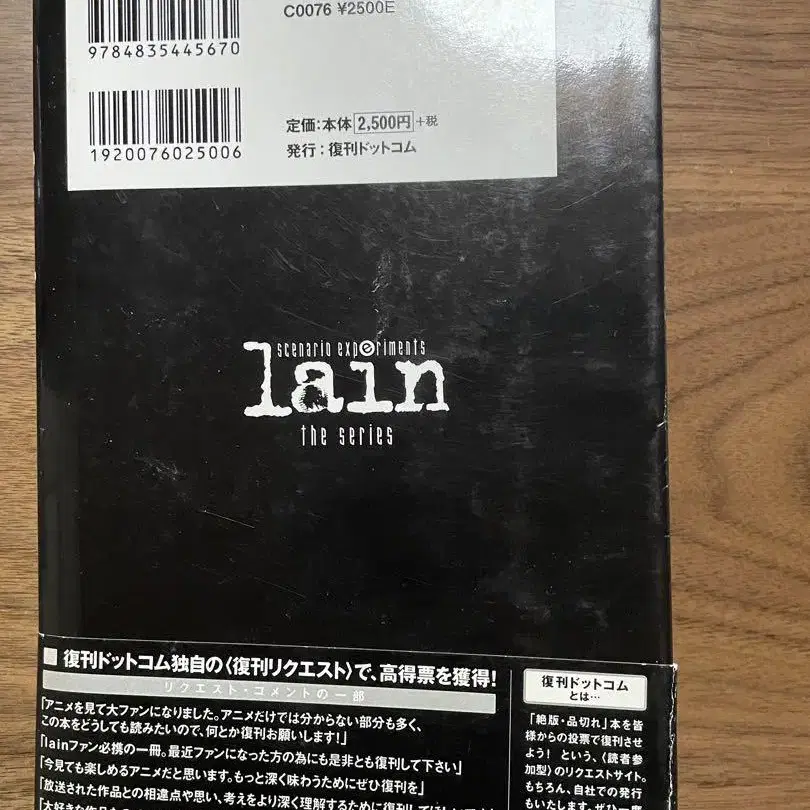 C0076 ¥2500E
9784835445670
定価:本体2,500円+税
1920076025006
発行:復刊ドットコム
scenario experiments
lain
the series
復刊ドットコム独自の〈復刊リクエスト〉で、高得票を獲得!
リクエスト・コメントの一部
「アニメを見て大ファンになりました。アニメだけでは分からない部分も多く、
この本をどうしても読みたいので、何とか復刊お願いします!」
「lainファン必携の一冊。最近ファンになった方の為にも是非とも復刊して下さい」
「今見ても楽しめるアニメだと思います。もっと深く味わうためにぜひ復刊を」
「放送された作品との相違点や思い、考えをより深く理解するために復刊してほしい
復刊ドットコム
とは…
「絶版・品切れ」本を皆
様からの投票で復刊させ
よう! という、〈読者参
加型〉のリクエストサイト。
もちろん、自社での発行
もいたします。ぜひ一度